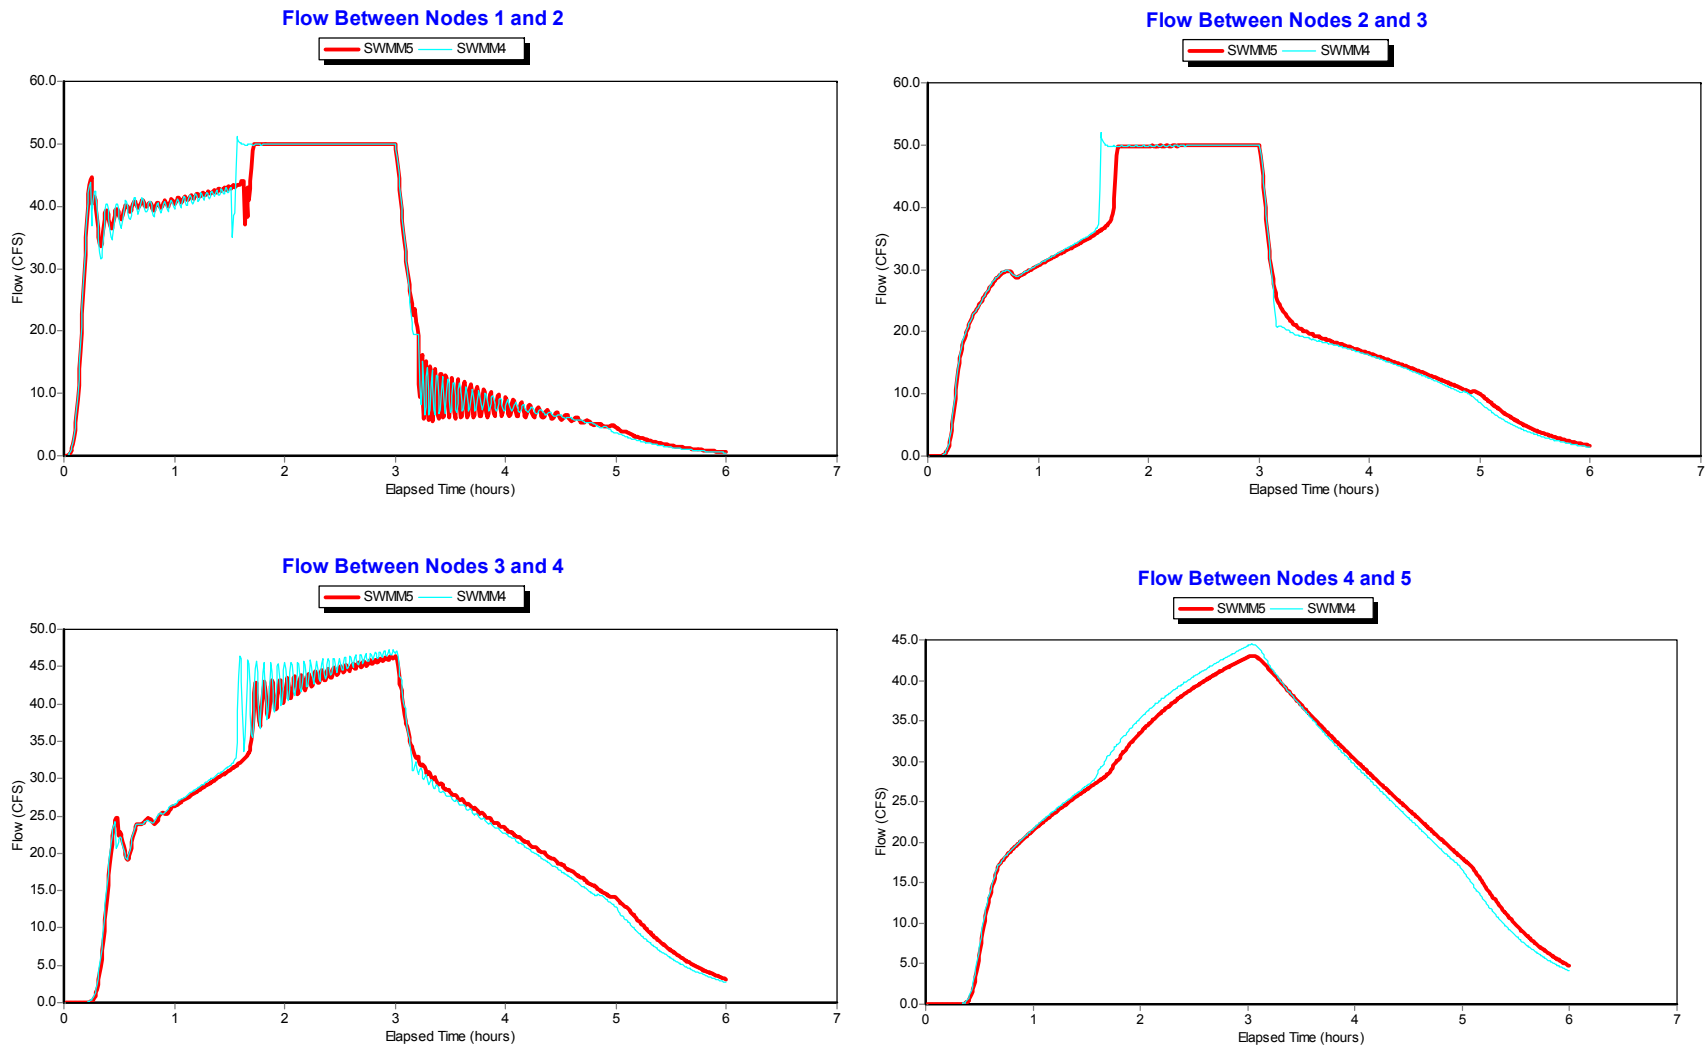 Flow Between Nodes 1 and 2
SWMM5 SWMM4
60.0
50.0
40.0
30.0
20.0
10.0
0.0
Flow (CFS)
0 1 2 3 4 5 6 7
Elapsed Time (hours)
Flow Between Nodes 2 and 3
SWMM5 SWMM4
60.0
50.0
40.0
30.0
20.0
10.0
0.0
Flow (CFS)
0 1 2 3 4 5 6 7
Elapsed Time (hours)
Flow Between Nodes 3 and 4
SWMM5 SWMM4
50.0
45.0
40.0
35.0
30.0
25.0
20.0
15.0
10.0
5.0
0.0
Flow (CFS)
0 1 2 3 4 5 6 7
Elapsed Time (hours)
Flow Between Nodes 4 and 5
SWMM5 SWMM4
45.0
40.0
35.0
30.0
25.0
20.0
15.0
10.0
5.0
0.0
Flow (CFS)
0 1 2 3 4 5 6 7
Elapsed Time (hours)